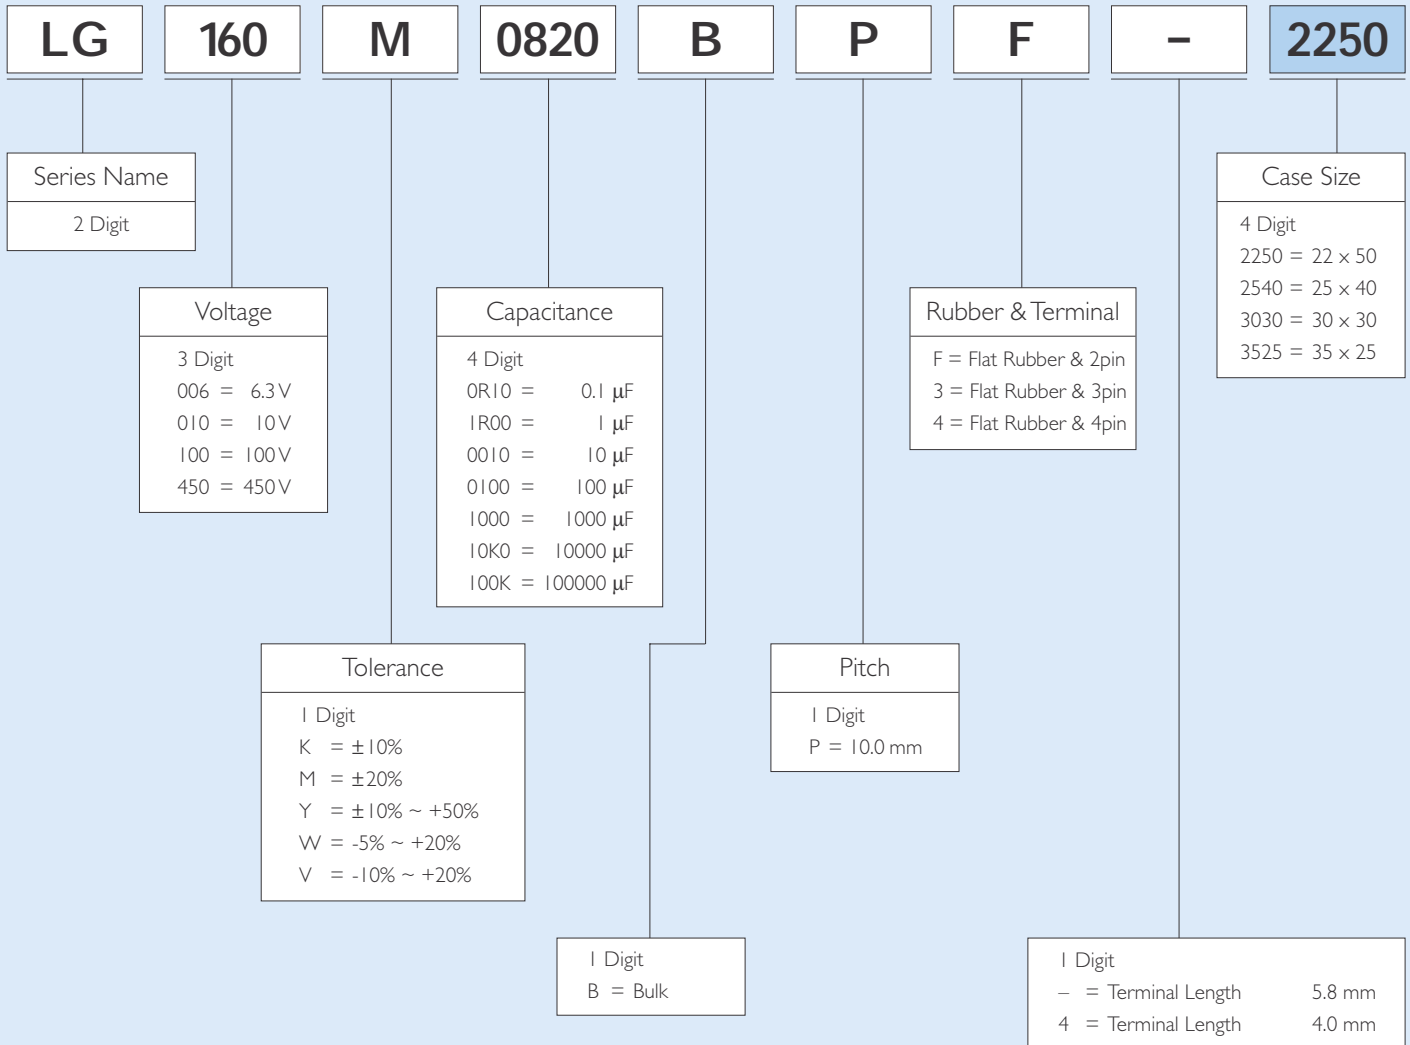 LG 160 M 0820 B P F – 2250
Series Name
2 Digit
Voltage
3 Digit
006 = 6.3 V
010 = 10 V
100 = 100 V
450 = 450 V
Tolerance
1 Digit
K = ±10%
M = ±20%
Y = ±10% ~ +50%
W = -5% ~ +20%
V = -10% ~ +20%
Capacitance
4 Digit
0R10 = 0.1 µF
1R00 = 1 µF
0010 = 10 µF
0100 = 100 µF
1000 = 1000 µF
10K0 = 10000 µF
100K = 100000 µF
1 Digit
B = Bulk
Pitch
1 Digit
P = 10.0 mm
Rubber & Terminal
F = Flat Rubber & 2pin
3 = Flat Rubber & 3pin
4 = Flat Rubber & 4pin
1 Digit
– = Terminal Length 5.8 mm
4 = Terminal Length 4.0 mm
Case Size
4 Digit
2250 = 22 x 50
2540 = 25 x 40
3030 = 30 x 30
3525 = 35 x 25